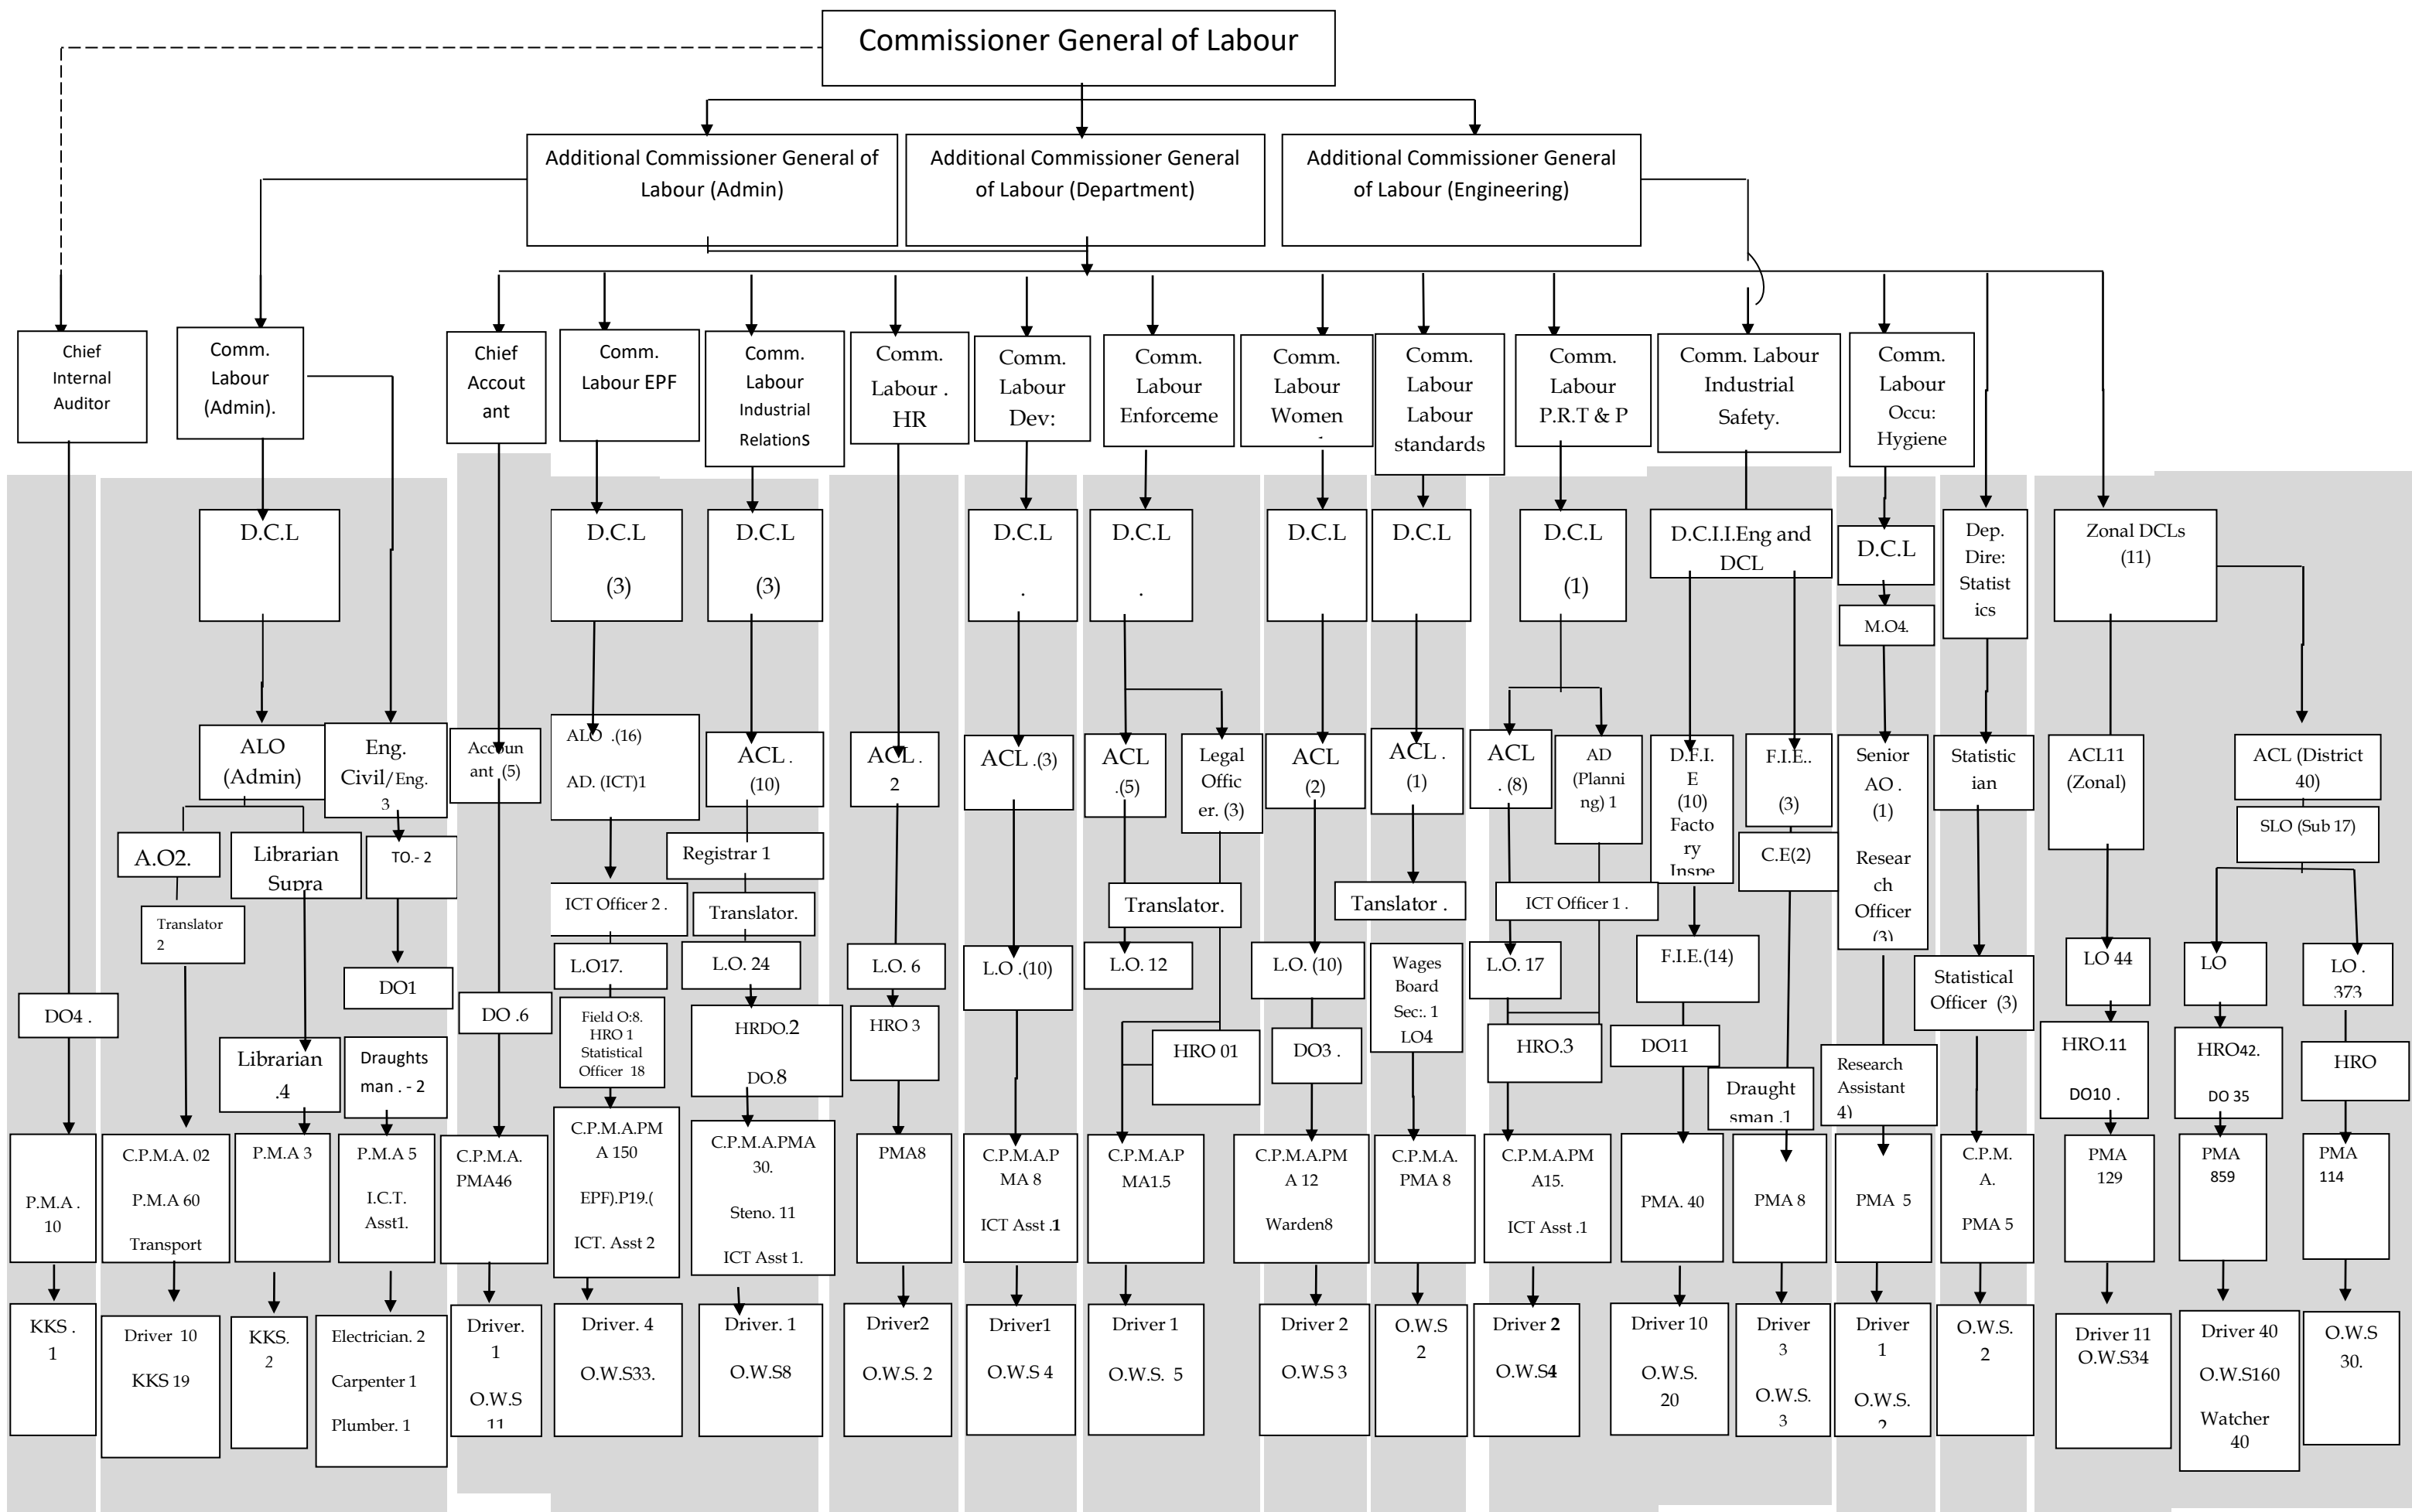 Commissioner General of Labour
Additional Commissioner General of
Labour (Admin)
Additional Commissioner General
of Labour (Department)
Additional Commissioner General
of Labour (Engineering)
Chief
Internal
Auditor
Comm.
Labour
(Admin).
Chief
Accout
ant
Comm.
Labour EPF
Comm.
Labour
Industrial
Relations
Comm.
Labour .
HR
Comm.
Labour
Dev:
Comm.
Labour
Enforceme
Comm.
Labour
Women
Comm.
Labour
Labour
standards
Comm.
Labour
P.R.T & P
Comm. Labour
Industrial
Safety.
Comm.
Labour
Occu:
Hygiene
D.C.L
D.C.L
(3)
D.C.L
(3)
D.C.L
.
D.C.L
.
D.C.L
D.C.L
D.C.L
(1)
D.C.I.I.Eng and
DCL
D.C.L
M.O4.
Dep.
Dire:
Statist
ics
Zonal DCLs
(11)
ALO
(Admin)
Eng.
Civil/Eng.
3
Accoun
ant (5)
ALO .(16)
AD. (ICT)1
ACL .
(10)
ACL .
2
ACL .(3)
ACL
.(5)
Legal
Offic
er. (3)
ACL
(2)
ACL .
(1)
ACL
. (8)
AD
(Planni
ng) 1
D.F.I.
E
(10)
Facto
ry
Inspe
F.I.E..
(3)
Senior
AO .
(1)
Resear
ch
Officer
(3)
Statistic
ian
ACL11
(Zonal)
ACL (District
40)
SLO (Sub 17)
A.O2.
Librarian
Supra
TO.- 2
Registrar 1
C.E(2)
Translator
2
ICT Officer 2 .
Translator.
Translator.
Tanslator .
ICT Officer 1 .
DO1
L.O17.
L.O. 24
L.O. 6
L.O .(10)
L.O. 12
L.O. (10)
Wages
Board
Sec:. 1
LO4
L.O. 17
F.I.E.(14)
Statistical
Officer (3)
LO 44
LO
LO .
373
DO4 .
DO .6
Field O:8.
HRO 1
Statistical
Officer 18
HRDO.2
DO.8
HRO 3
HRO 01
DO3 .
HRO.3
DO11
HRO.11
DO10 .
HRO42.
DO 35
HRO
Librarian
.4
Draughts
man . - 2
Draught
sman .1
Research
Assistant
4)
P.M.A .
10
C.P.M.A. 02
P.M.A 60
Transport
P.M.A 3
P.M.A 5
I.C.T.
Asst1.
C.P.M.A.
PMA46
C.P.M.A.PM
A 150
EPF).P19.(
ICT. Asst 2
C.P.M.A.PMA
30.
Steno. 11
ICT Asst 1.
PMA8
C.P.M.A.P
MA 8
ICT Asst .1
C.P.M.A.P
MA1.5
C.P.M.A.PM
A 12
Warden8
C.P.M.A.
PMA 8
C.P.M.A.PM
A15.
ICT Asst .1
PMA. 40
PMA 8
PMA 5
C.P.M.
A.
PMA 5
PMA
129
PMA
859
PMA
114
KKS .
1
Driver 10
KKS 19
KKS.
2
Electrician. 2
Carpenter 1
Plumber. 1
Driver.
1
O.W.S
11
Driver. 4
O.W.S33.
Driver. 1
O.W.S8
Driver2
O.W.S. 2
Driver1
O.W.S 4
Driver 1
O.W.S. 5
Driver 2
O.W.S 3
O.W.S
2
Driver 2
O.W.S4
Driver 10
O.W.S.
20
Driver
3
O.W.S.
3
Driver
1
O.W.S.
2
O.W.S.
2
Driver 11
O.W.S34
Driver 40
O.W.S160
Watcher
40
O.W.S
30.